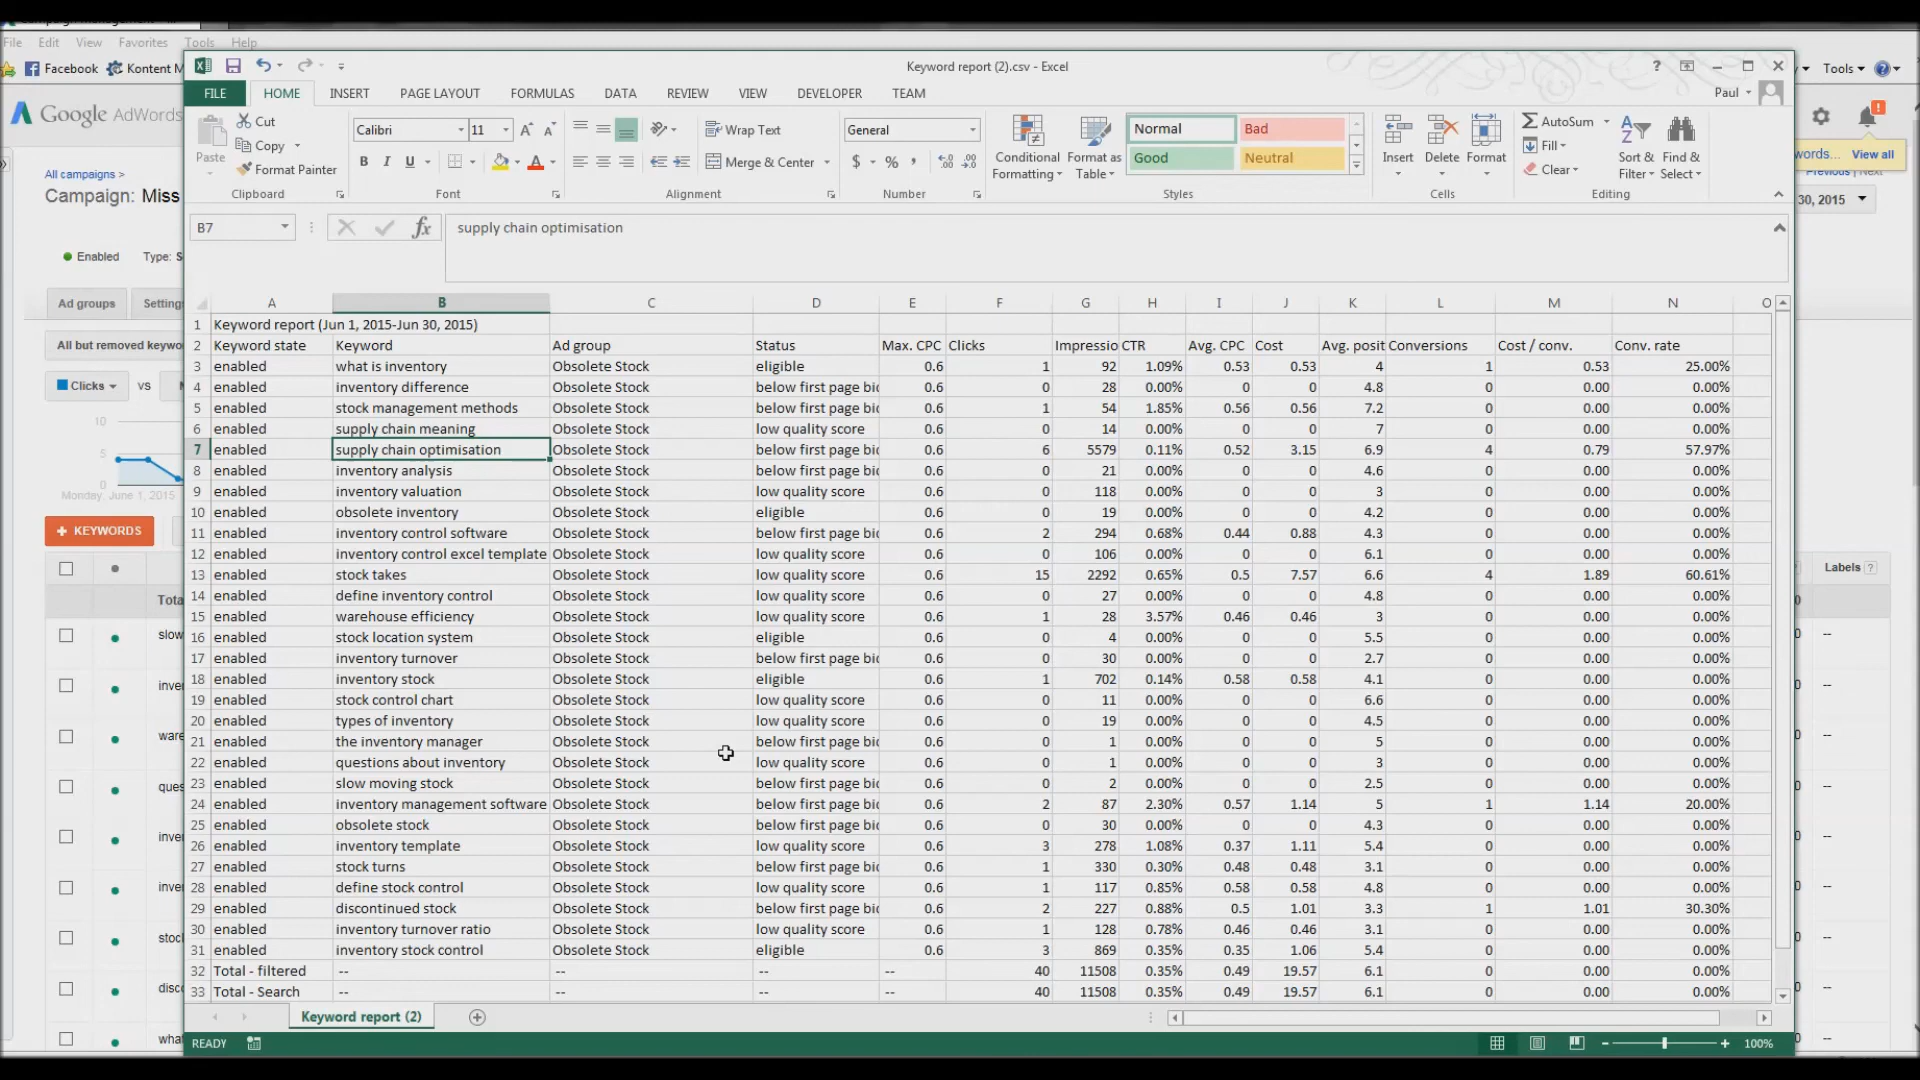 Keyword report (2).csv - Excel
File Edit View Favorites Tools Help
Facebook Kontent M
Tools
Google AdWords
All campaigns >
Campaign: Miss
Enabled Type: S
Ad groups Settings
All but removed keywo
Clicks vs
10
5
0
Monday, June 1, 2015
+ KEYWORDS
Tota
slow
inver
ware
ques
inver
inver
stoc
disc
wha
words... View all
Previous | Next
30, 2015
Labels ?
FILE HOME INSERT PAGE LAYOUT FORMULAS DATA REVIEW VIEW DEVELOPER TEAM Paul
Paste Cut Copy Format Painter Clipboard
Calibri 11 B I U Font
Wrap Text Merge & Center Alignment
General $ % , Number
Conditional Formatting Format as Table Normal Bad Good Neutral Styles
Insert Delete Format Cells
AutoSum Fill Clear Sort & Filter Find & Select Editing
B7 fx supply chain optimisation
A B C D E F G H I J K L M N O
1 Keyword report (Jun 1, 2015-Jun 30, 2015)
2 Keyword state Keyword Ad group Status Max. CPC Clicks Impressio CTR Avg. CPC Cost Avg. posit Conversions Cost / conv. Conv. rate
3 enabled what is inventory Obsolete Stock eligible 0.6 1 92 1.09% 0.53 0.53 4 1 0.53 25.00%
4 enabled inventory difference Obsolete Stock below first page bid 0.6 0 28 0.00% 0 0 4.8 0 0.00 0.00%
5 enabled stock management methods Obsolete Stock below first page bid 0.6 1 54 1.85% 0.56 0.56 7.2 0 0.00 0.00%
6 enabled supply chain meaning Obsolete Stock low quality score 0.6 0 14 0.00% 0 0 7 0 0.00 0.00%
7 enabled supply chain optimisation Obsolete Stock below first page bid 0.6 6 5579 0.11% 0.52 3.15 6.9 4 0.79 57.97%
8 enabled inventory analysis Obsolete Stock below first page bid 0.6 0 21 0.00% 0 0 4.6 0 0.00 0.00%
9 enabled inventory valuation Obsolete Stock low quality score 0.6 0 118 0.00% 0 0 3 0 0.00 0.00%
10 enabled obsolete inventory Obsolete Stock eligible 0.6 0 19 0.00% 0 0 4.2 0 0.00 0.00%
11 enabled inventory control software Obsolete Stock below first page bid 0.6 2 294 0.68% 0.44 0.88 4.3 0 0.00 0.00%
12 enabled inventory control excel template Obsolete Stock low quality score 0.6 0 106 0.00% 0 0 6.1 0 0.00 0.00%
13 enabled stock takes Obsolete Stock low quality score 0.6 15 2292 0.65% 0.5 7.57 6.6 4 1.89 60.61%
14 enabled define inventory control Obsolete Stock low quality score 0.6 0 27 0.00% 0 0 4.8 0 0.00 0.00%
15 enabled warehouse efficiency Obsolete Stock low quality score 0.6 1 28 3.57% 0.46 0.46 3 0 0.00 0.00%
16 enabled stock location system Obsolete Stock eligible 0.6 0 4 0.00% 0 0 5.5 0 0.00 0.00%
17 enabled inventory turnover Obsolete Stock below first page bid 0.6 0 30 0.00% 0 0 2.7 0 0.00 0.00%
18 enabled inventory stock Obsolete Stock eligible 0.6 1 702 0.14% 0.58 0.58 4.1 0 0.00 0.00%
19 enabled stock control chart Obsolete Stock low quality score 0.6 0 11 0.00% 0 0 6.6 0 0.00 0.00%
20 enabled types of inventory Obsolete Stock low quality score 0.6 0 19 0.00% 0 0 4.5 0 0.00 0.00%
21 enabled the inventory manager Obsolete Stock below first page bid 0.6 0 1 0.00% 0 0 5 0 0.00 0.00%
22 enabled questions about inventory Obsolete Stock low quality score 0.6 0 1 0.00% 0 0 3 0 0.00 0.00%
23 enabled slow moving stock Obsolete Stock below first page bid 0.6 0 2 0.00% 0 0 2.5 0 0.00 0.00%
24 enabled inventory management software Obsolete Stock below first page bid 0.6 2 87 2.30% 0.57 1.14 5 1 1.14 20.00%
25 enabled obsolete stock Obsolete Stock below first page bid 0.6 0 30 0.00% 0 0 4.3 0 0.00 0.00%
26 enabled inventory template Obsolete Stock low quality score 0.6 3 278 1.08% 0.37 1.11 5.4 0 0.00 0.00%
27 enabled stock turns Obsolete Stock below first page bid 0.6 1 330 0.30% 0.48 0.48 3.1 0 0.00 0.00%
28 enabled define stock control Obsolete Stock low quality score 0.6 1 117 0.85% 0.58 0.58 4.8 0 0.00 0.00%
29 enabled discontinued stock Obsolete Stock below first page bid 0.6 2 227 0.88% 0.5 1.01 3.3 1 1.01 30.30%
30 enabled inventory turnover ratio Obsolete Stock low quality score 0.6 1 128 0.78% 0.46 0.46 3.1 0 0.00 0.00%
31 enabled inventory stock control Obsolete Stock eligible 0.6 3 869 0.35% 0.35 1.06 5.4 0 0.00 0.00%
32 Total - filtered -- -- -- -- 40 11508 0.35% 0.49 19.57 6.1 0 0.00 0.00%
33 Total - Search -- -- -- -- 40 11508 0.35% 0.49 19.57 6.1 0 0.00 0.00%
Keyword report (2)
READY 100%